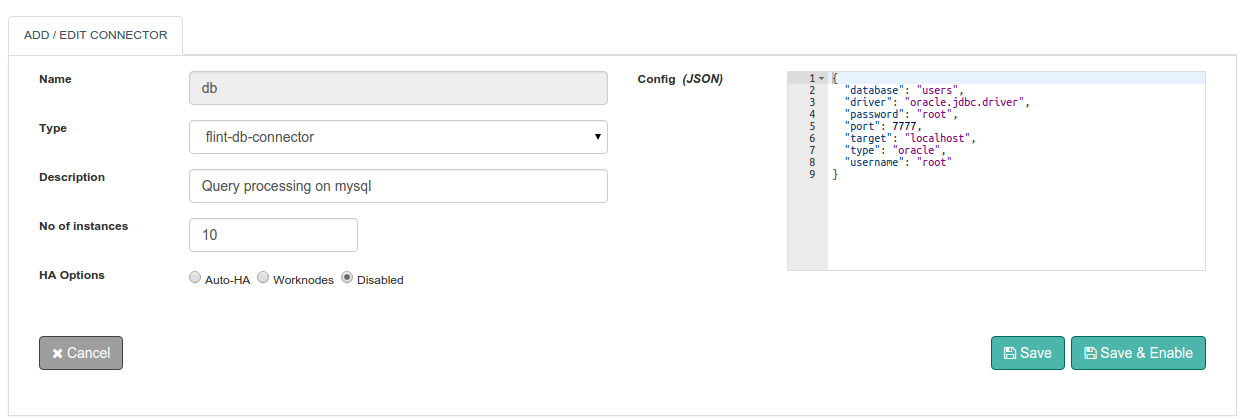 ADD / EDIT CONNECTOR
Name
db
Type
flint-db-connector
Description
Query processing on mysql
No of instances
10
HA Options
Auto-HA Worknodes Disabled
Config (JSON)
1 {
2 "database": "users",
3 "driver": "oracle.jdbc.driver",
4 "password": "root",
5 "port": 7777,
6 "target": "localhost",
7 "type": "oracle",
8 "username": "root"
9 }
Cancel
Save
Save & Enable